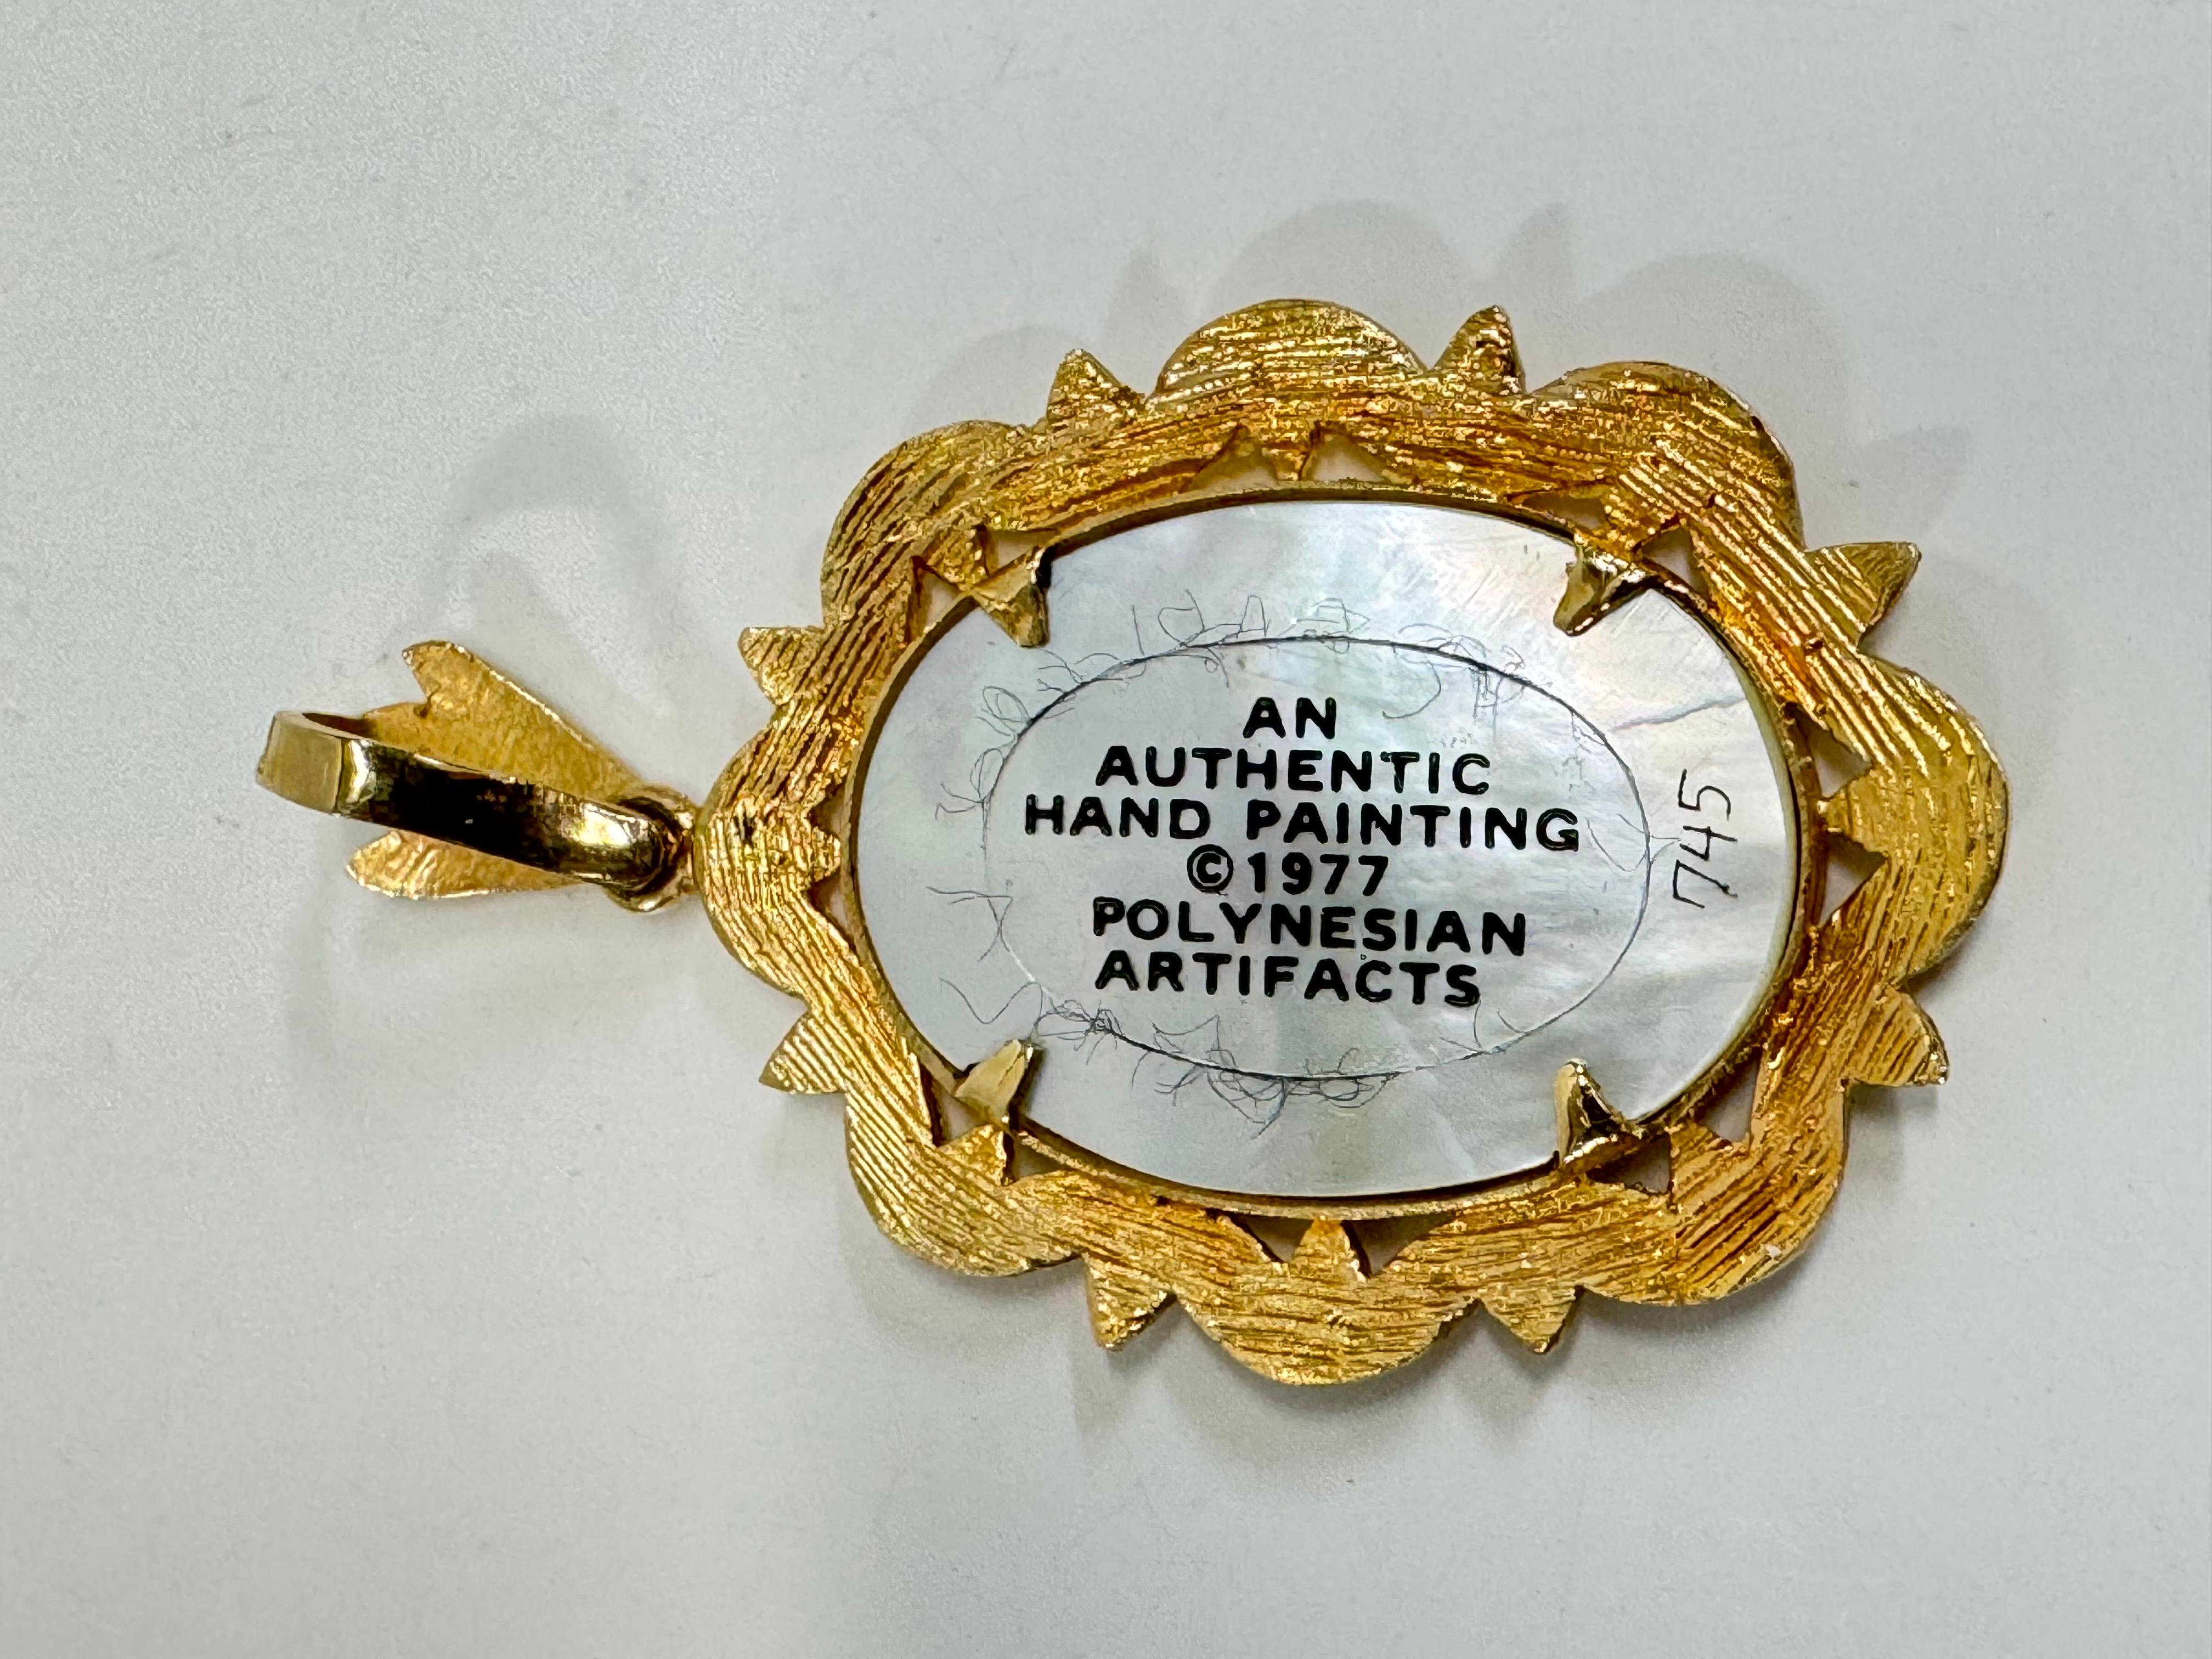 AN
AUTHENTIC
HAND PAINTING
©1977
POLYNESIAN
ARTIFACTS
745